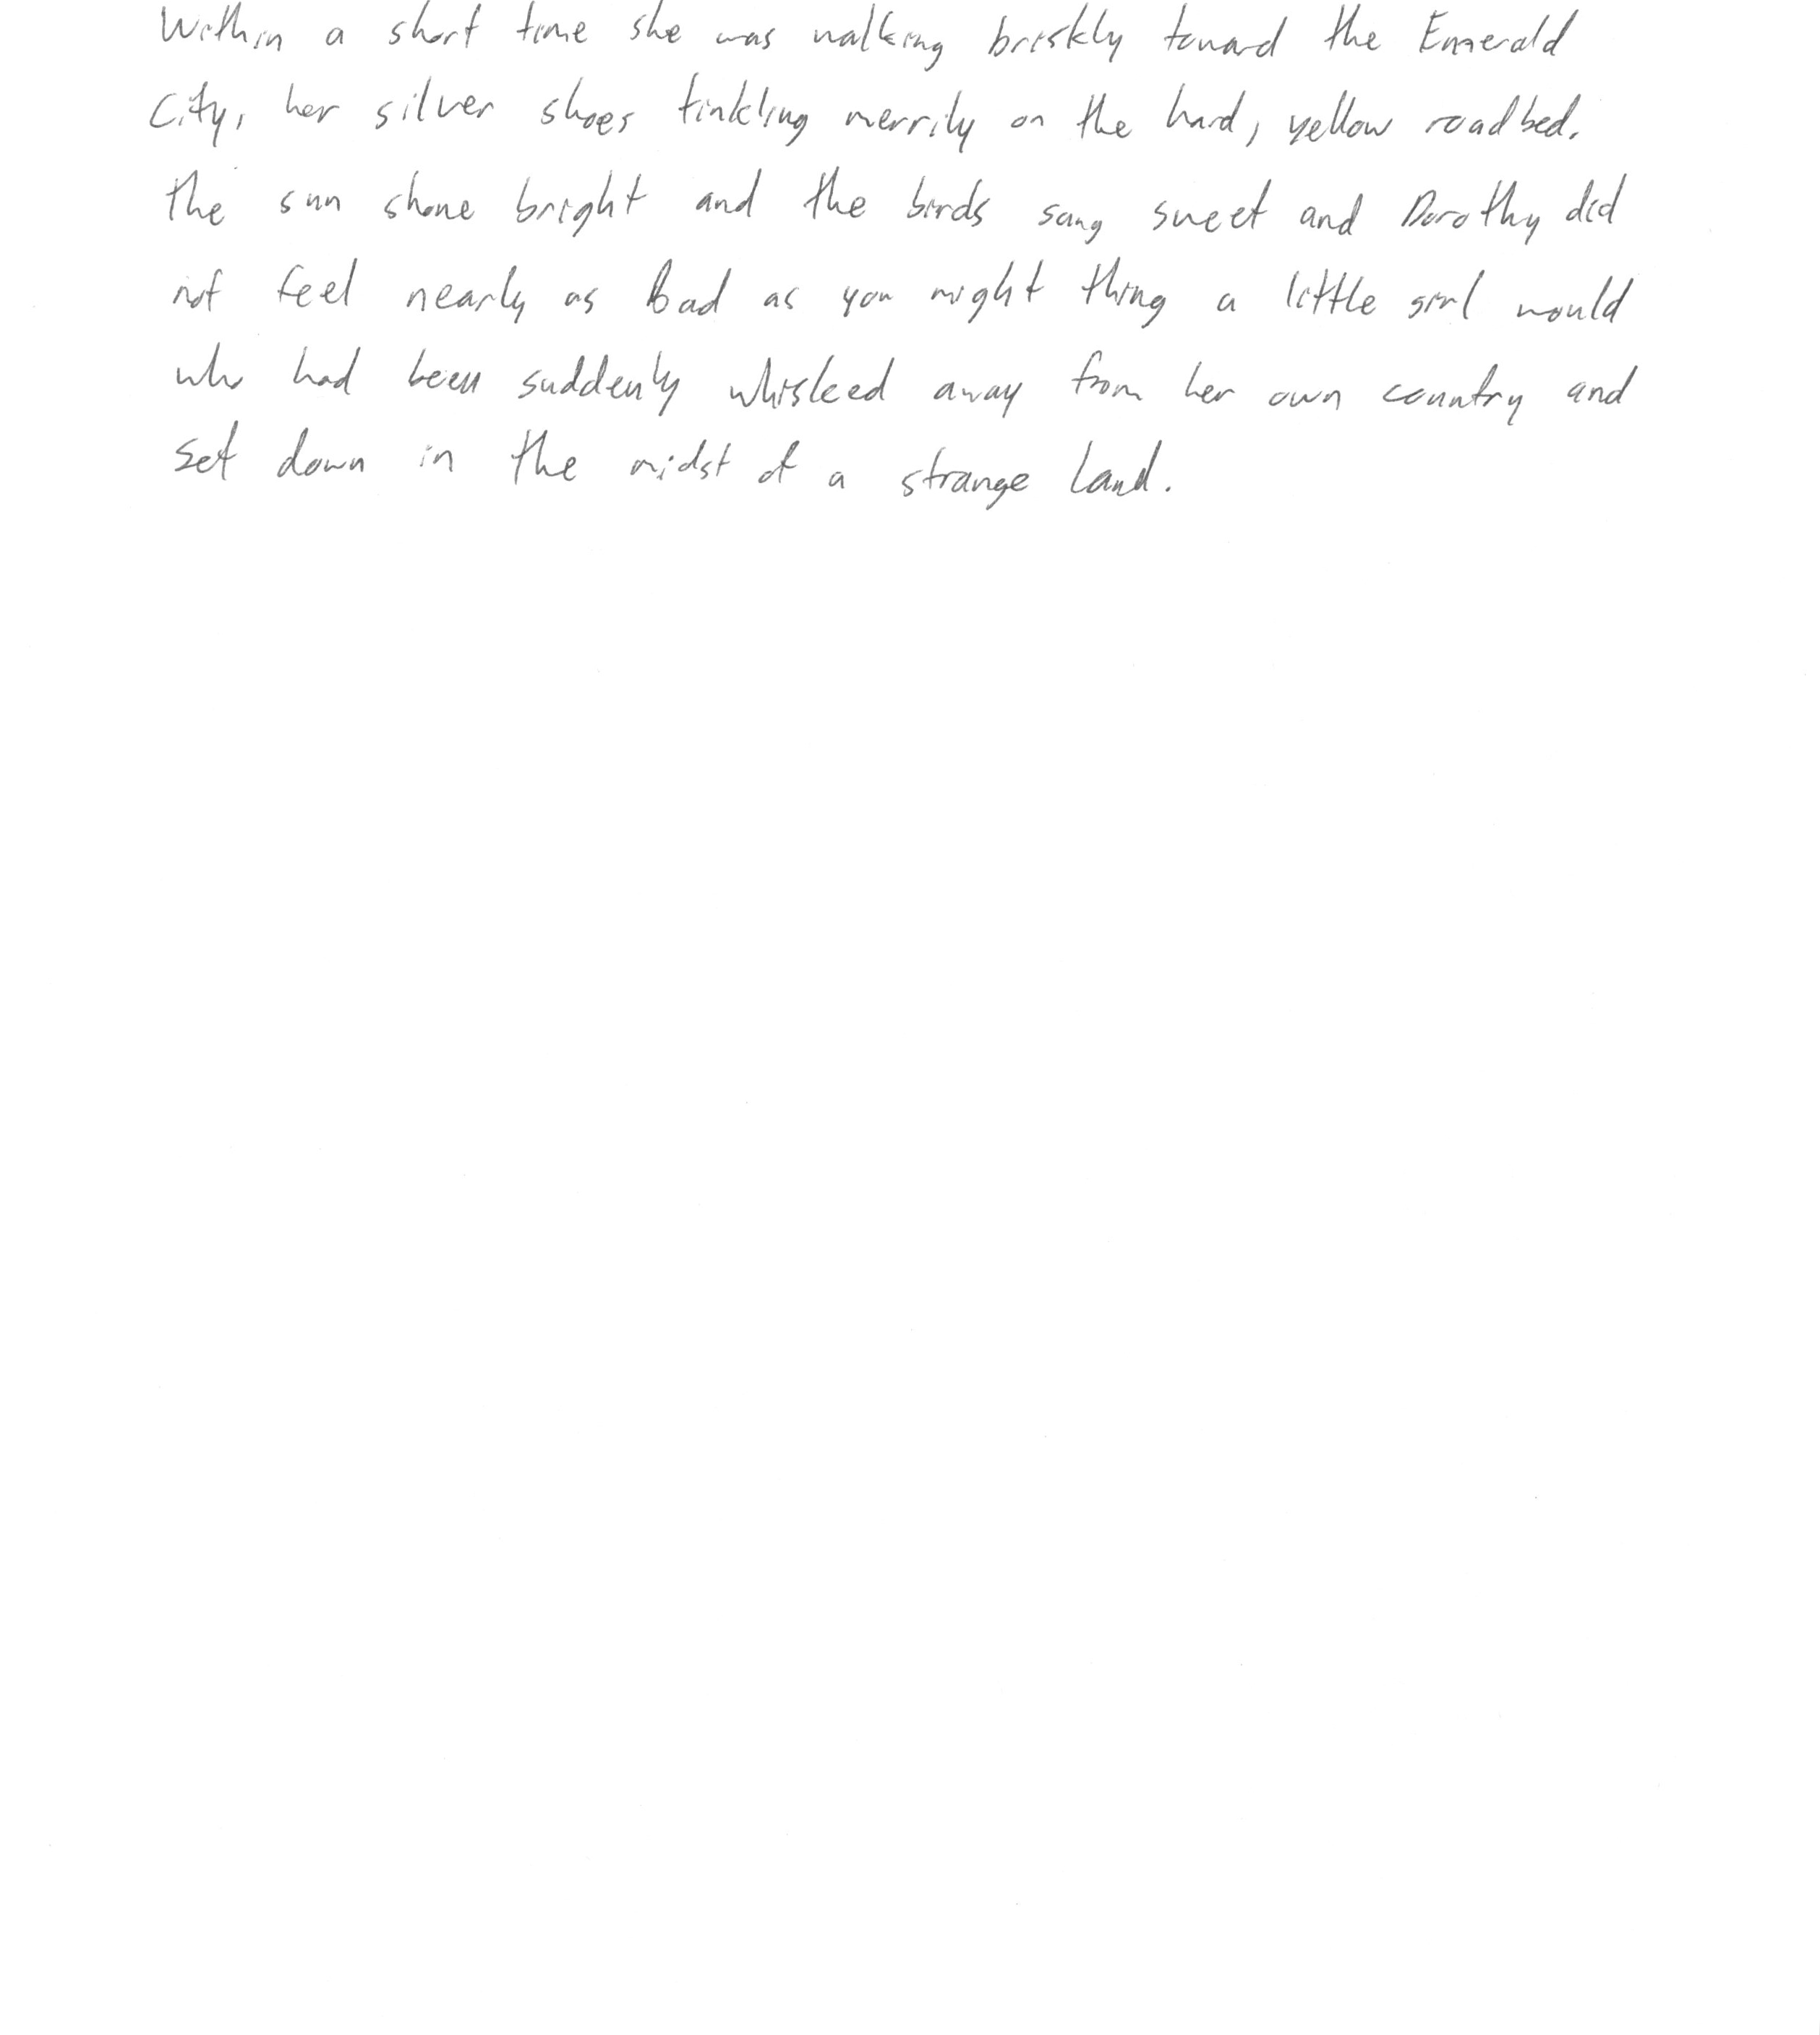 Within a short time she was walking briskly toward the Emerald
City, her silver shoes tinkling merrily on the hard, yellow roadbed.
The sun shone bright and the birds sang sweet and Dorothy did
not feel nearly as bad as you might thing a little girl would
who had been suddenly whisked away from her own country and
set down in the midst of a strange land.